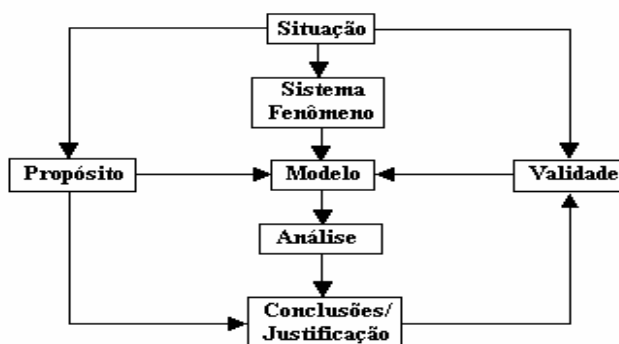 Situação
Sistema
Fenômeno
Propósito
Modelo
Validade
Análise
Conclusões/
Justificação